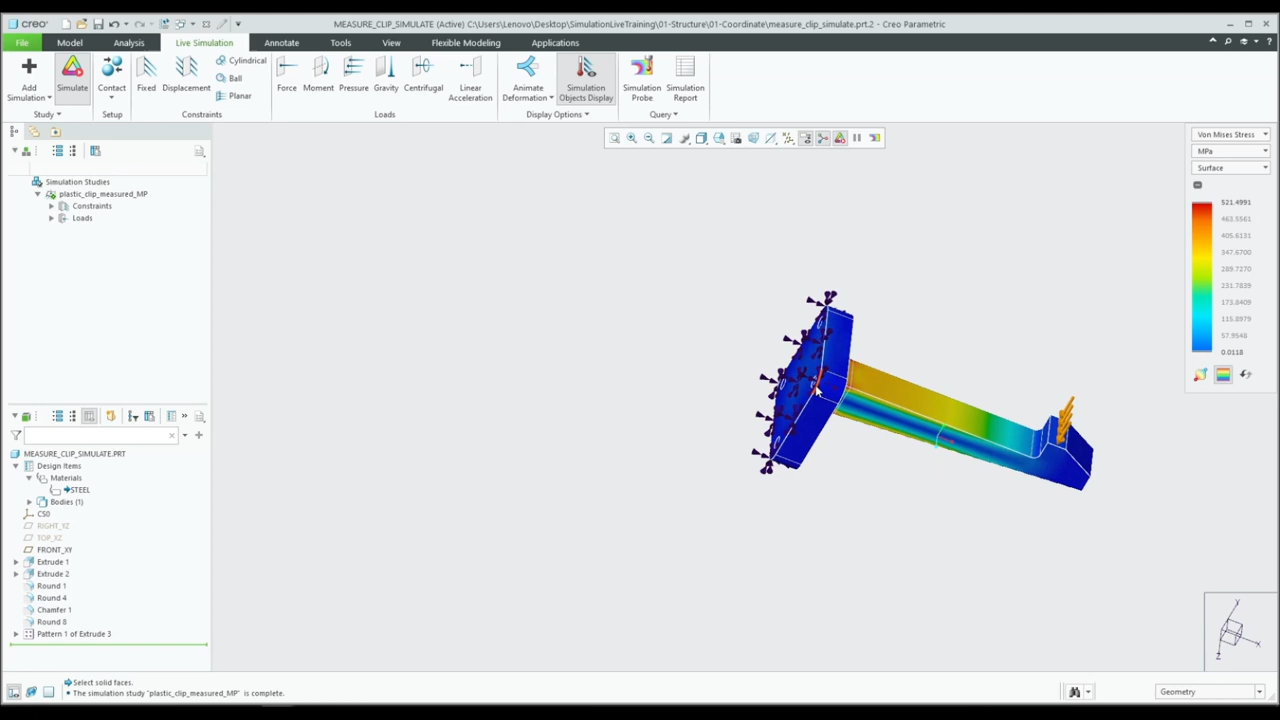 creo
MEASURE_CLIP_SIMULATE (Active) C:\Users\Lenovo\Desktop\SimulationLiveTraining\01-Structure\01-Coordinate\measure_clip_simulate.prt.2 - Creo Parametric
File Model Analysis Live Simulation Annotate Tools View Flexible Modeling Applications
Add Simulation
Simulate
Contact
Fixed
Displacement
Cylindrical
Ball
Planar
Force
Moment
Pressure
Gravity
Centrifugal
Linear Acceleration
Animate Deformation
Simulation Objects Display
Simulation Probe
Simulation Report
Study Setup Constraints Loads Display Options Query
Simulation Studies
plastic_clip_measured_MP
Constraints
Loads
MEASURE_CLIP_SIMULATE.PRT
Design Items
Materials
STEEL
Bodies (1)
CS0
RIGHT_YZ
TOP_XZ
FRONT_XY
Extrude 1
Extrude 2
Round 1
Round 4
Chamfer 1
Round 8
Pattern 1 of Extrude 3
Von Mises Stress
MPa
Surface
521.4991
463.5561
405.6131
347.6700
289.7270
231.7839
173.8409
115.8979
57.9548
0.0118
Y
X
Z
Select solid faces.
The simulation study "plastic_clip_measured_MP" is complete.
Geometry